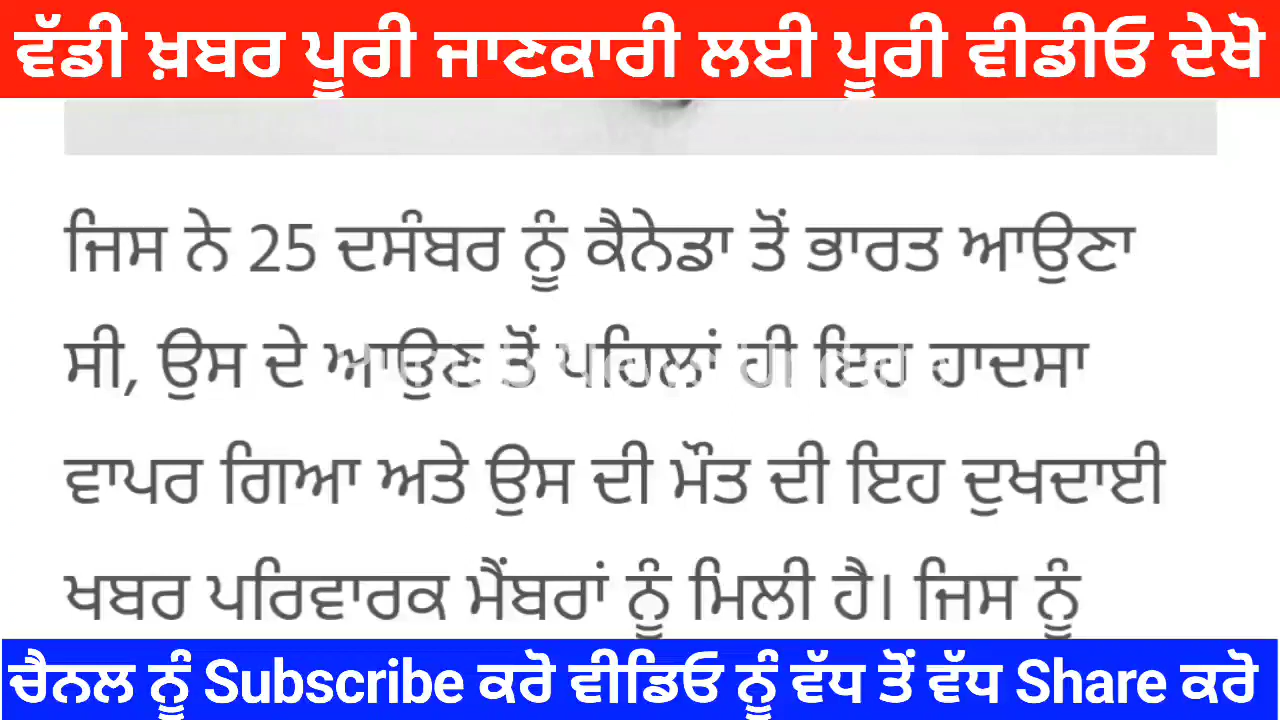 ਵੱਡੀ ਖ਼ਬਰ ਪੂਰੀ ਜਾਣਕਾਰੀ ਲਈ ਪੂਰੀ ਵੀਡੀਓ ਦੇਖੋ
ਜਿਸ ਨੇ 25 ਦਸੰਬਰ ਨੂੰ ਕੈਨੇਡਾ ਤੋਂ ਭਾਰਤ ਆਉਣਾ
ਸੀ, ਉਸ ਦੇ ਆਉਣ ਤੋਂ ਪਹਿਲਾਂ ਹੀ ਇਹ ਹਾਦਸਾ
ਵਾਪਰ ਗਿਆ ਅਤੇ ਉਸ ਦੀ ਮੌਤ ਦੀ ਇਹ ਦੁਖਦਾਈ
ਖਬਰ ਪਰਿਵਾਰਕ ਮੈਂਬਰਾਂ ਨੂੰ ਮਿਲੀ ਹੈ। ਜਿਸ ਨੂੰ
ਚੈਨਲ ਨੂੰ Subscribe ਕਰੋ ਵੀਡਿਓ ਨੂੰ ਵੱਧ ਤੋਂ ਵੱਧ Share ਕਰੋ